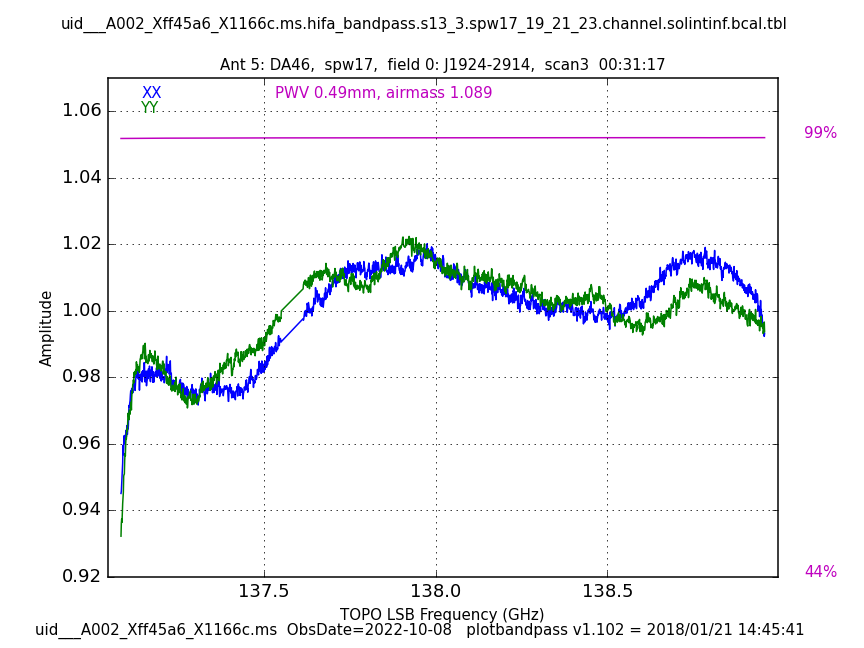 uid___A002_Xff45a6_X1166c.ms.hifa_bandpass.s13_3.spw17_19_21_23.channel.solintinf.bcal.tbl
Ant 5: DA46,  spw17,  field 0: J1924-2914,  scan3  00:31:17
XX
PWV 0.49mm, airmass 1.089
YY
1.06
99%
1.04
1.02
1.00
Amplitude
0.98
0.96
0.94
44%
0.92
137.5 138.0 138.5
TOPO LSB Frequency (GHz)
uid___A002_Xff45a6_X1166c.ms  ObsDate=2022-10-08   plotbandpass v1.102 = 2018/01/21 14:45:41